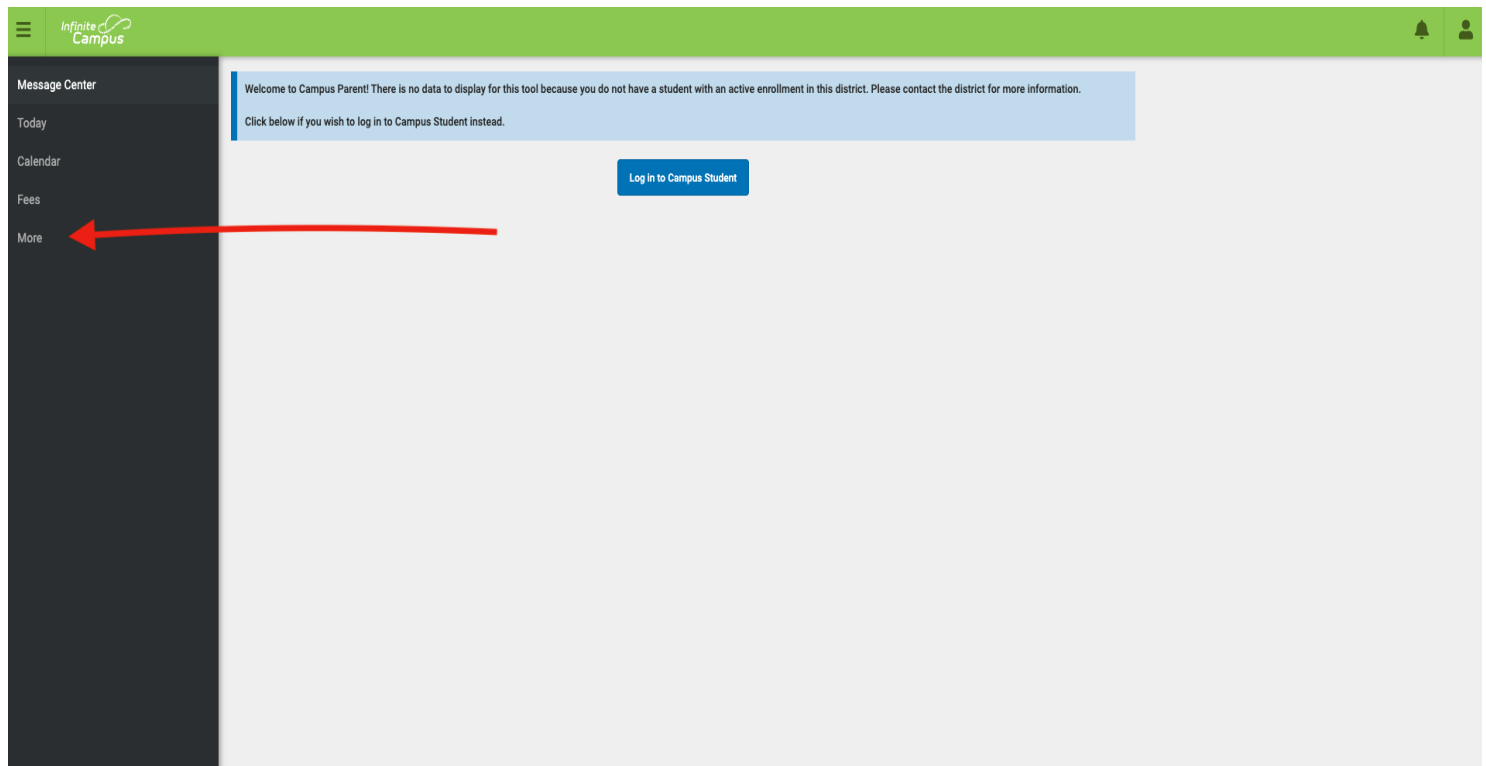 Infinite
Campus
Message Center
Today
Calendar
Fees
More
Welcome to Campus Parent! There is no data to display for this tool because you do not have a student with an active enrollment in this district. Please contact the district for more information.
Click below if you wish to log in to Campus Student instead.
Log in to Campus Student